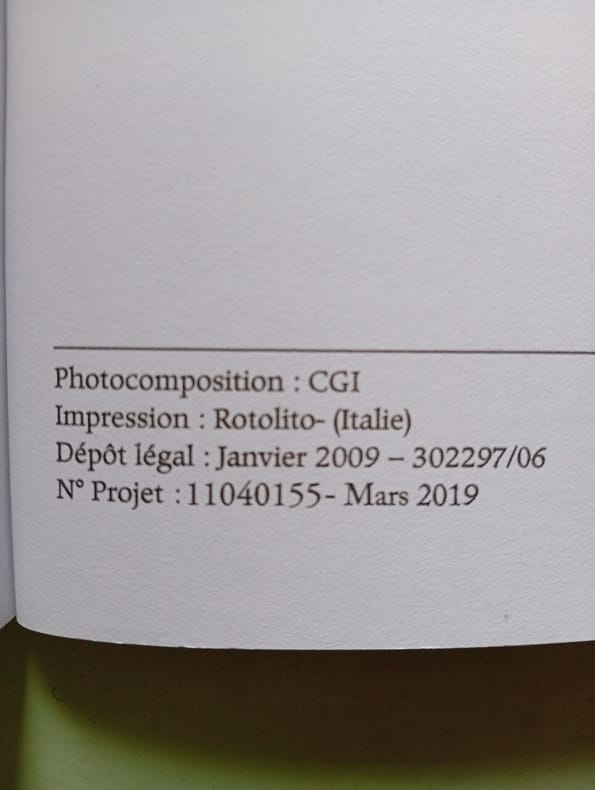 Photocomposition : CGI
Impression : Rotolito- (Italie)
Dépôt légal : Janvier 2009 – 302297/06
N° Projet : 11040155- Mars 2019